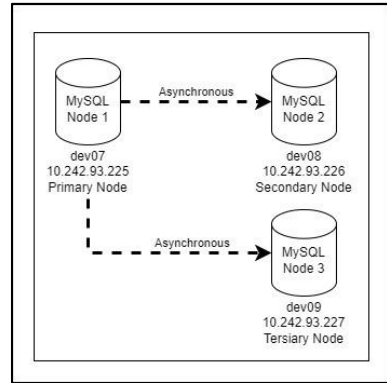 MySQL
Node 1
Asynchronous
MySQL
Node 2
dev07
10.242.93.225
Primary Node
dev08
10.242.93.226
Secondary Node
Asynchronous
MySQL
Node 3
dev09
10.242.93.227
Tersiary Node